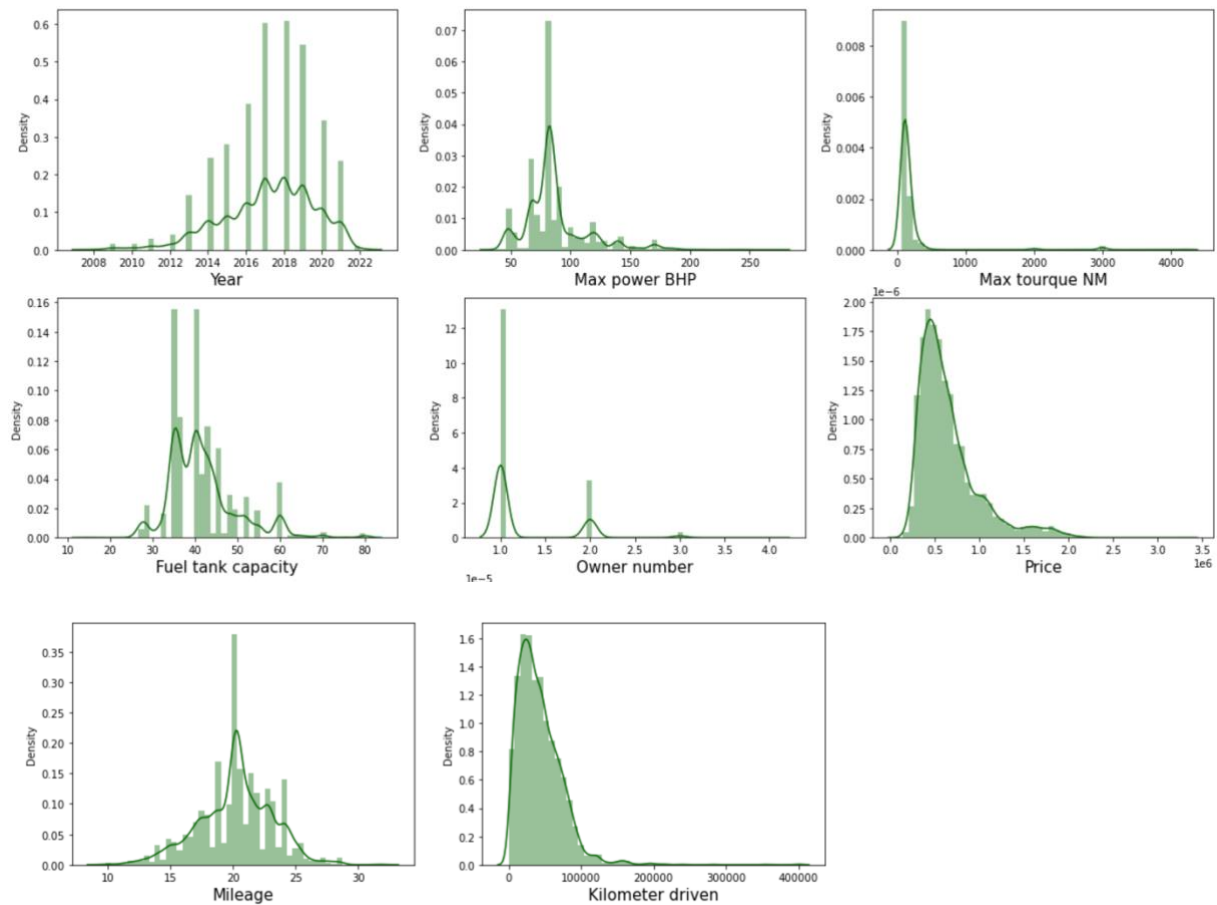 0.6
0.5
0.4
0.3
0.2
0.1
0.0
Density
2008 2010 2012 2014 2016 2018 2020 2022
Year
0.07
0.06
0.05
0.04
0.03
0.02
0.01
0.00
Density
50 100 150 200 250
Max power BHP
0.008
0.006
0.004
0.002
0.000
Density
0 1000 2000 3000 4000
Max tourque NM
0.16
0.14
0.12
0.10
0.08
0.06
0.04
0.02
0.00
Density
10 20 30 40 50 60 70 80
Fuel tank capacity
12
10
8
6
4
2
0
Density
1.0 1.5 2.0 2.5 3.0 3.5 4.0
Owner number
1e-6
2.00
1.75
1.50
1.25
1.00
0.75
0.50
0.25
0.00
Density
0.0 0.5 1.0 1.5 2.0 2.5 3.0 3.5
1e6
Price
0.35
0.30
0.25
0.20
0.15
0.10
0.05
0.00
Density
10 15 20 25 30
Mileage
1e-5
1.6
1.4
1.2
1.0
0.8
0.6
0.4
0.2
0.0
Density
0 100000 200000 300000 400000
Kilometer driven